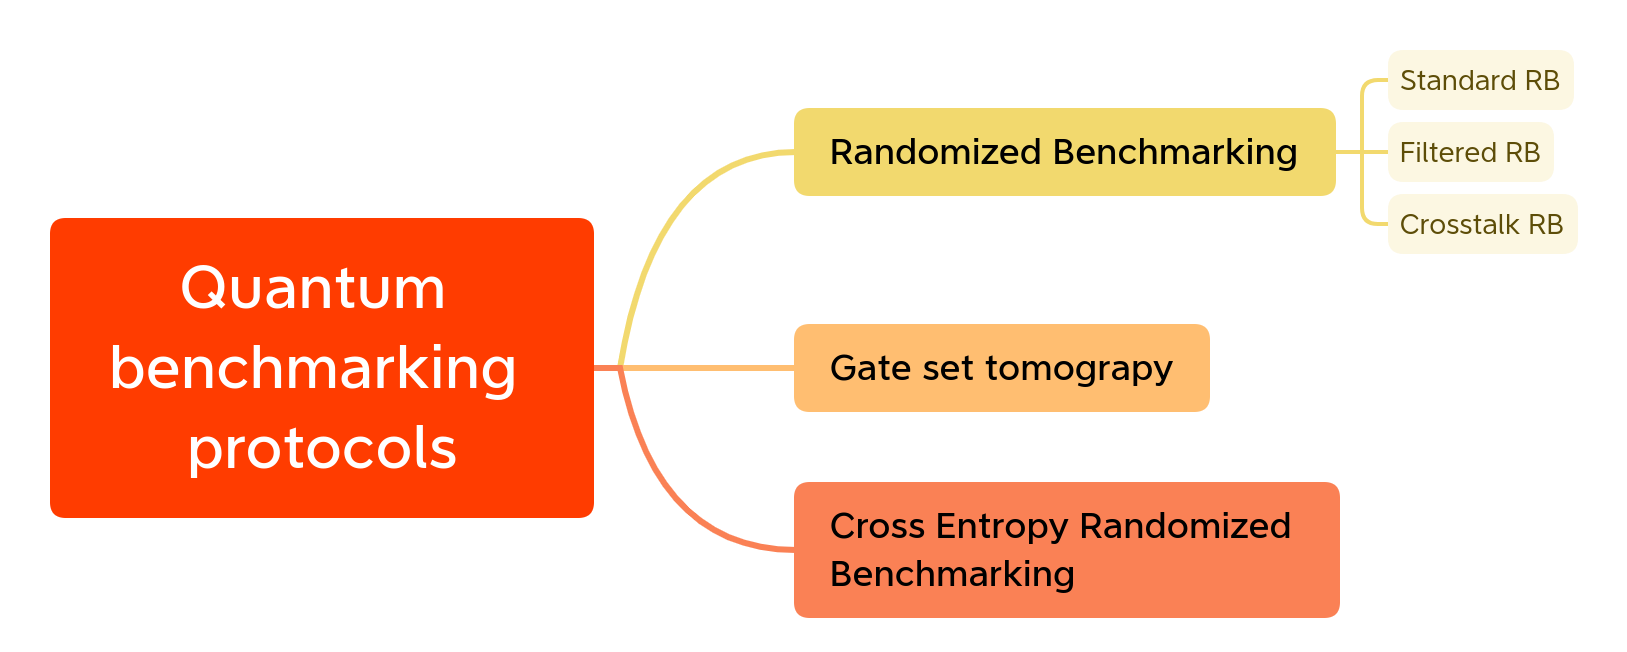 Quantum
benchmarking
protocols
Randomized Benchmarking
Standard RB
Filtered RB
Crosstalk RB
Gate set tomograpy
Cross Entropy Randomized
Benchmarking